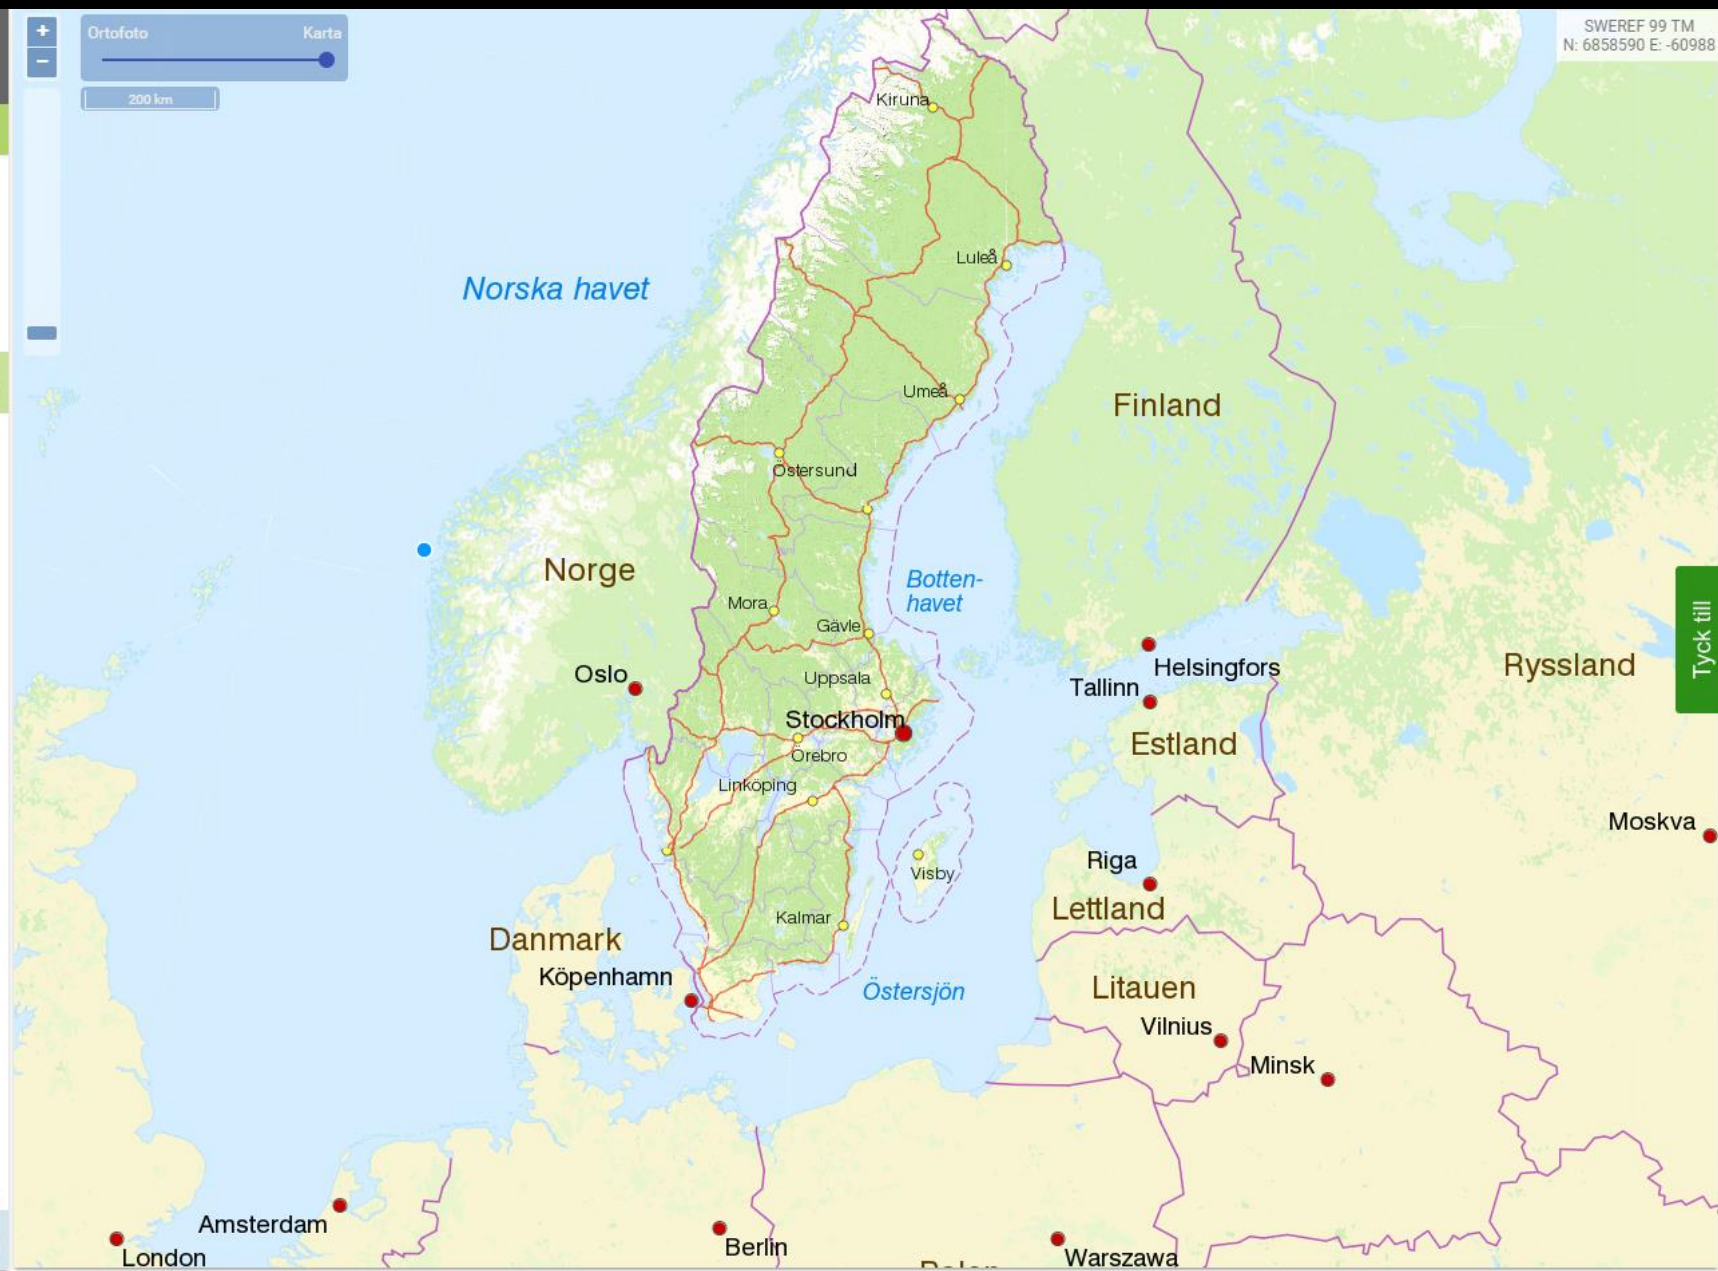 +
−
Ortofoto Karta
200 km
SWEREF 99 TM
N: 6858590 E: -60988
Kiruna
Luleå
Norska havet
Umeå
Finland
Östersund
Norge
Botten-
havet
Mora
Gävle
Oslo
Uppsala
Helsingfors
Ryssland
Tyck till
Tallinn
Stockholm
Örebro
Estland
Linköping
Moskva
Riga
Visby
Lettland
Kalmar
Danmark
Köpenhamn
Östersjön
Litauen
Vilnius
Minsk
Amsterdam
London
Berlin
Warszawa